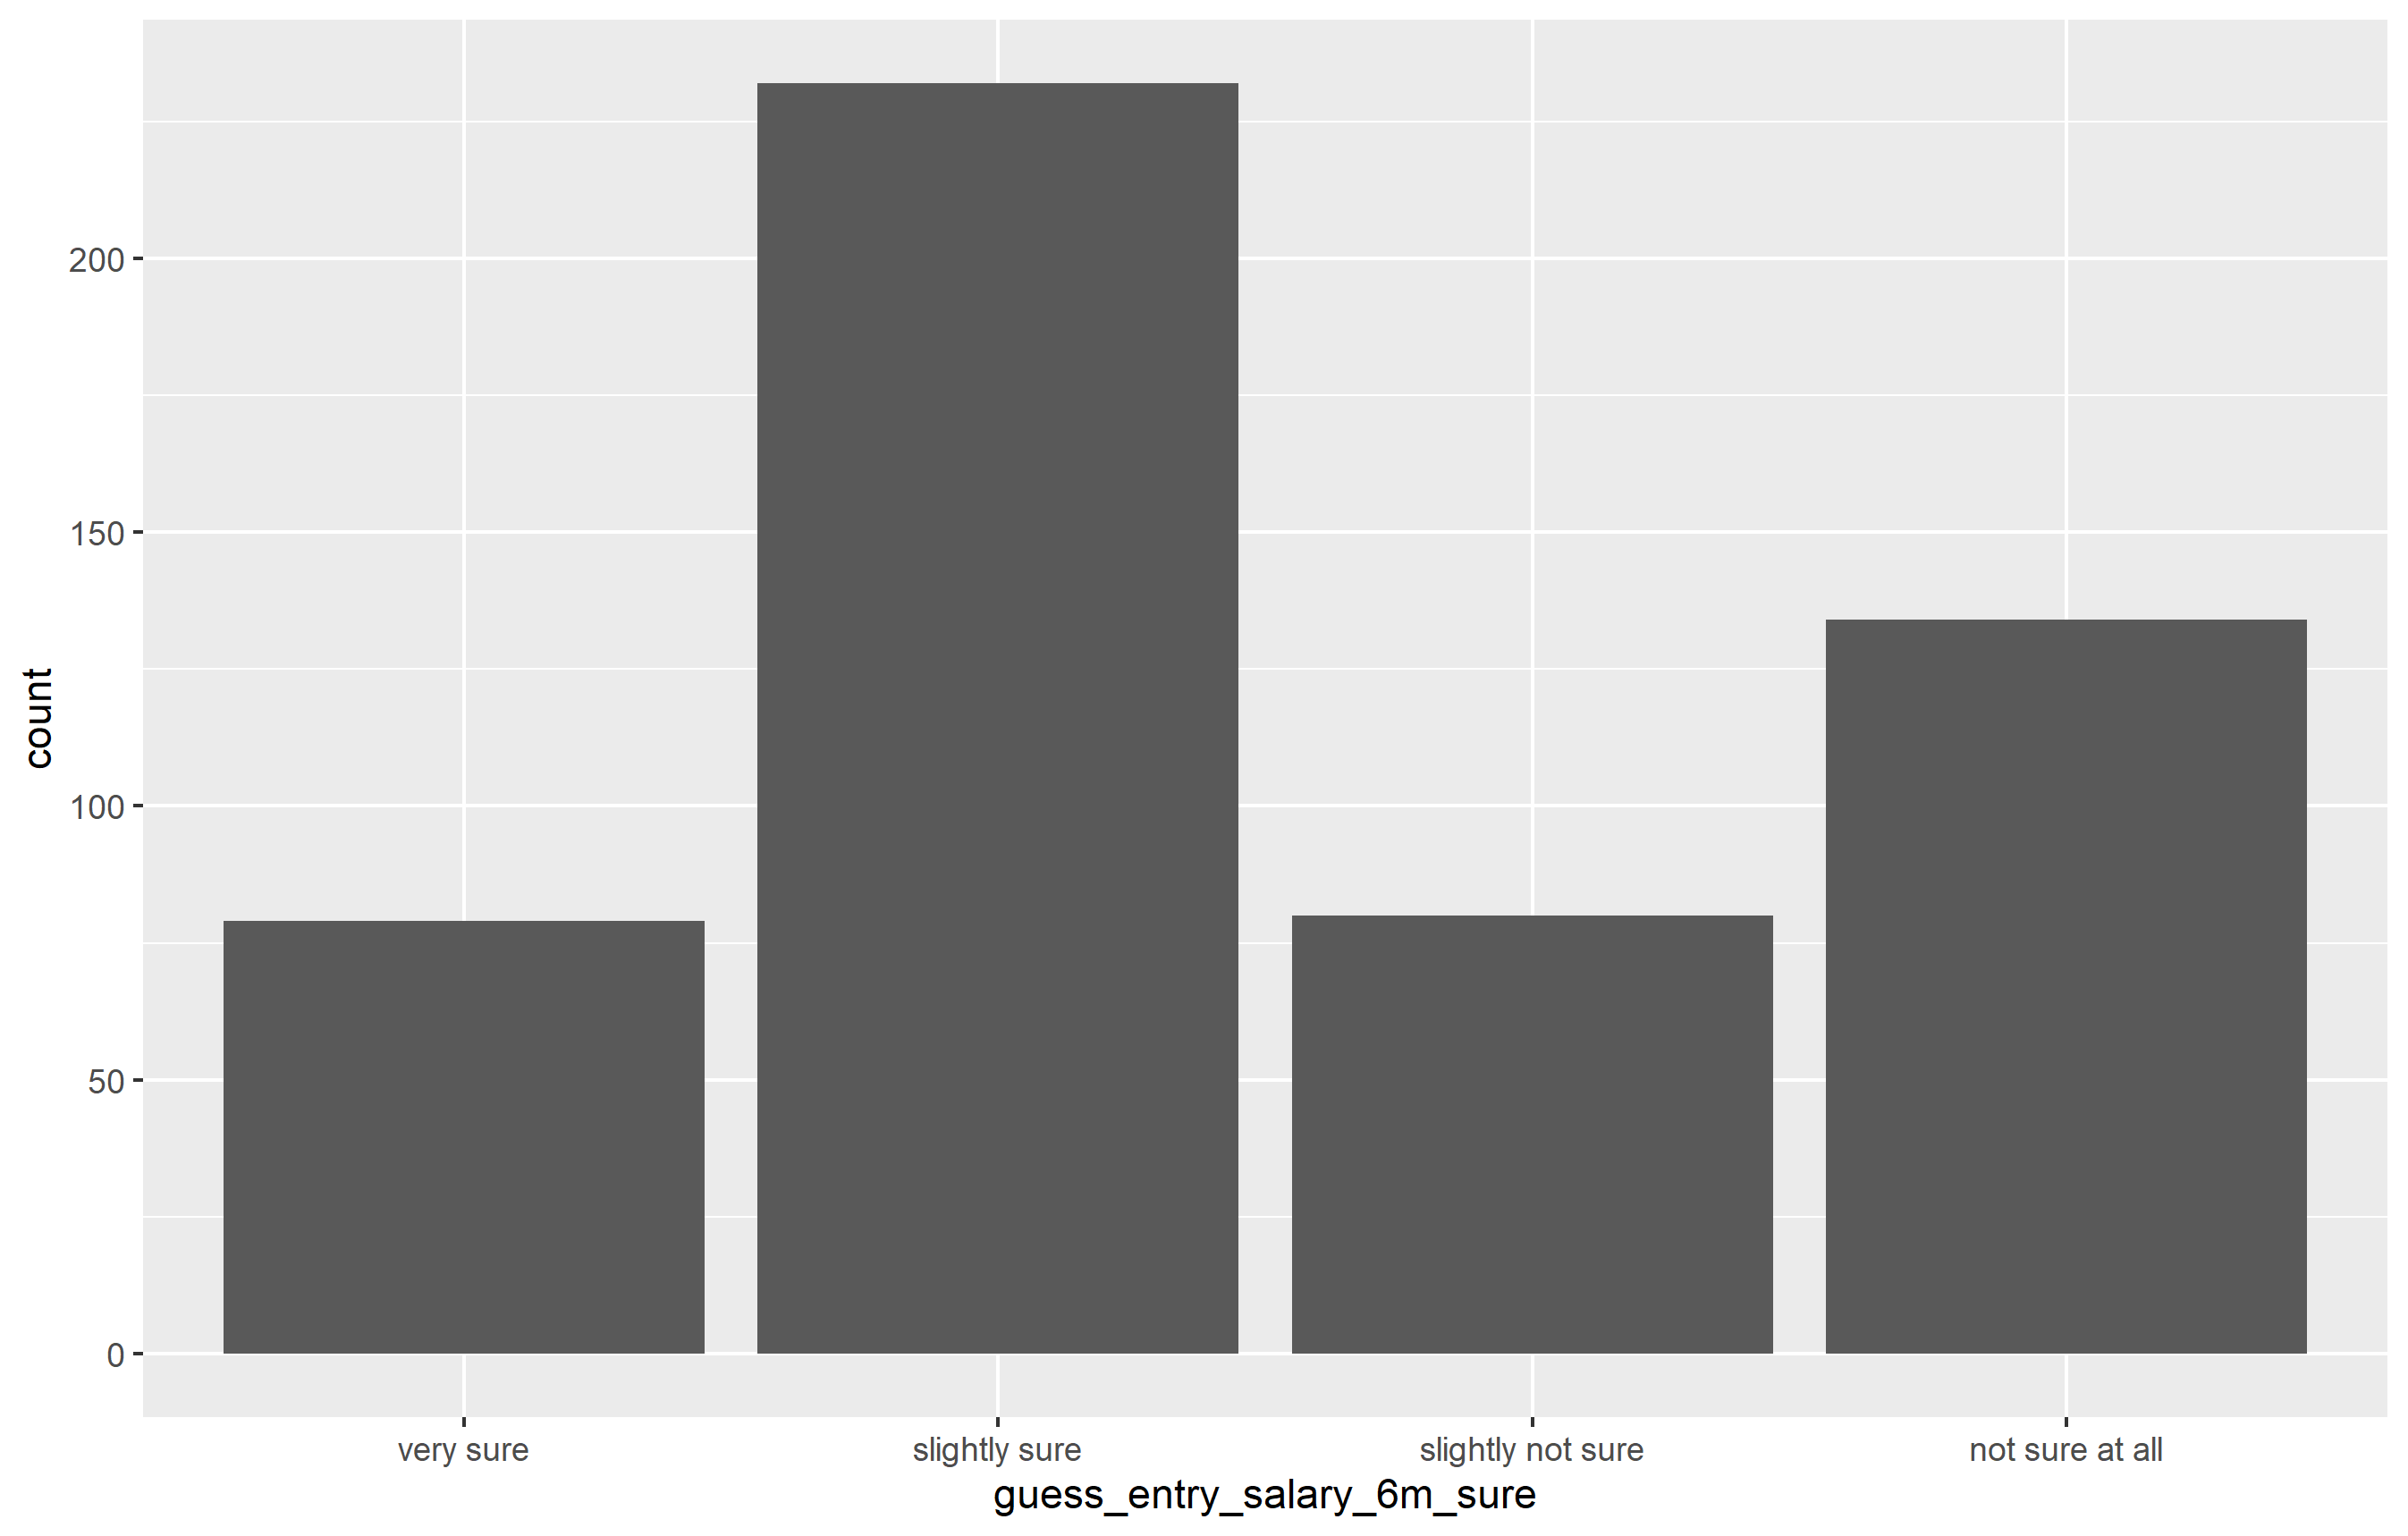 count
200
150
100
50
0
very sure
slightly sure
slightly not sure
not sure at all
guess_entry_salary_6m_sure